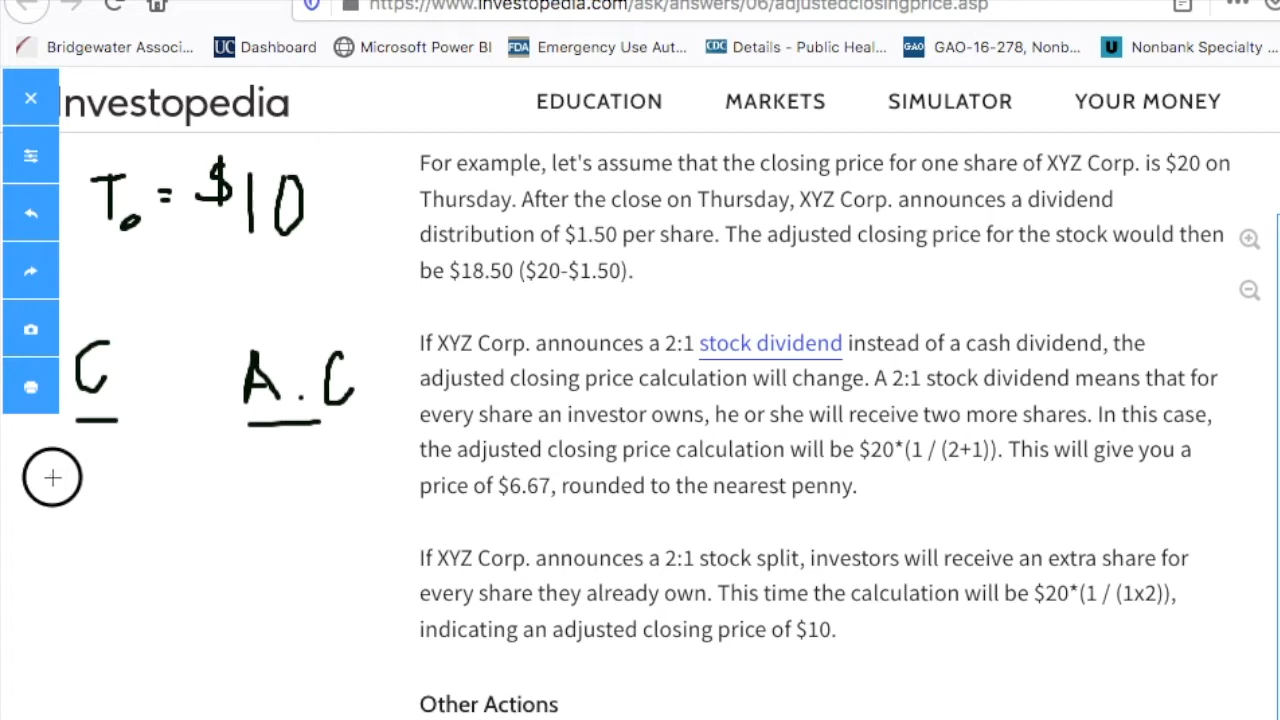 https://www.investopedia.com/ask/answers/06/adjustedclosingprice.asp
Bridgewater Associ... UC Dashboard Microsoft Power BI FDA Emergency Use Aut... CDC Details - Public Heal... GAO GAO-16-278, Nonb... U Nonbank Specialty ...
Investopedia EDUCATION MARKETS SIMULATOR YOUR MONEY
T₀ = $10
For example, let's assume that the closing price for one share of XYZ Corp. is $20 on
Thursday. After the close on Thursday, XYZ Corp. announces a dividend
distribution of $1.50 per share. The adjusted closing price for the stock would then
be $18.50 ($20-$1.50).
C A.C
If XYZ Corp. announces a 2:1 stock dividend instead of a cash dividend, the
adjusted closing price calculation will change. A 2:1 stock dividend means that for
every share an investor owns, he or she will receive two more shares. In this case,
the adjusted closing price calculation will be $20*(1 / (2+1)). This will give you a
price of $6.67, rounded to the nearest penny.
If XYZ Corp. announces a 2:1 stock split, investors will receive an extra share for
every share they already own. This time the calculation will be $20*(1 / (1x2)),
indicating an adjusted closing price of $10.
Other Actions